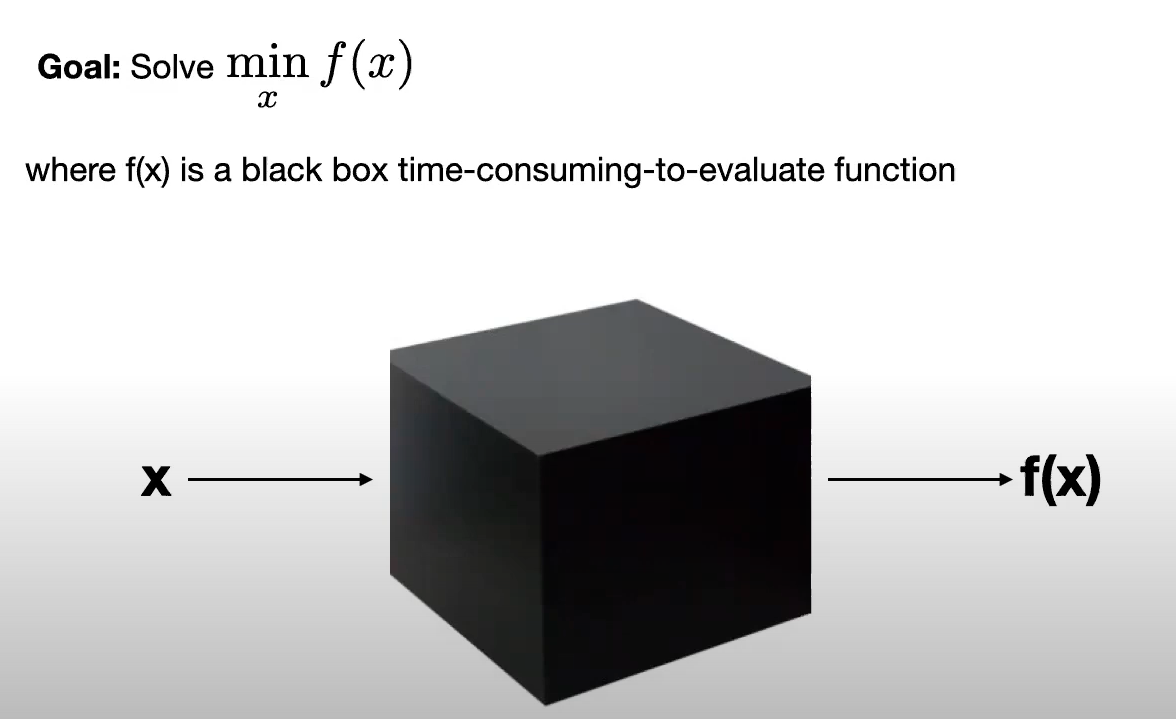 Goal: Solve min f(x)
x
where f(x) is a black box time-consuming-to-evaluate function
x
f(x)